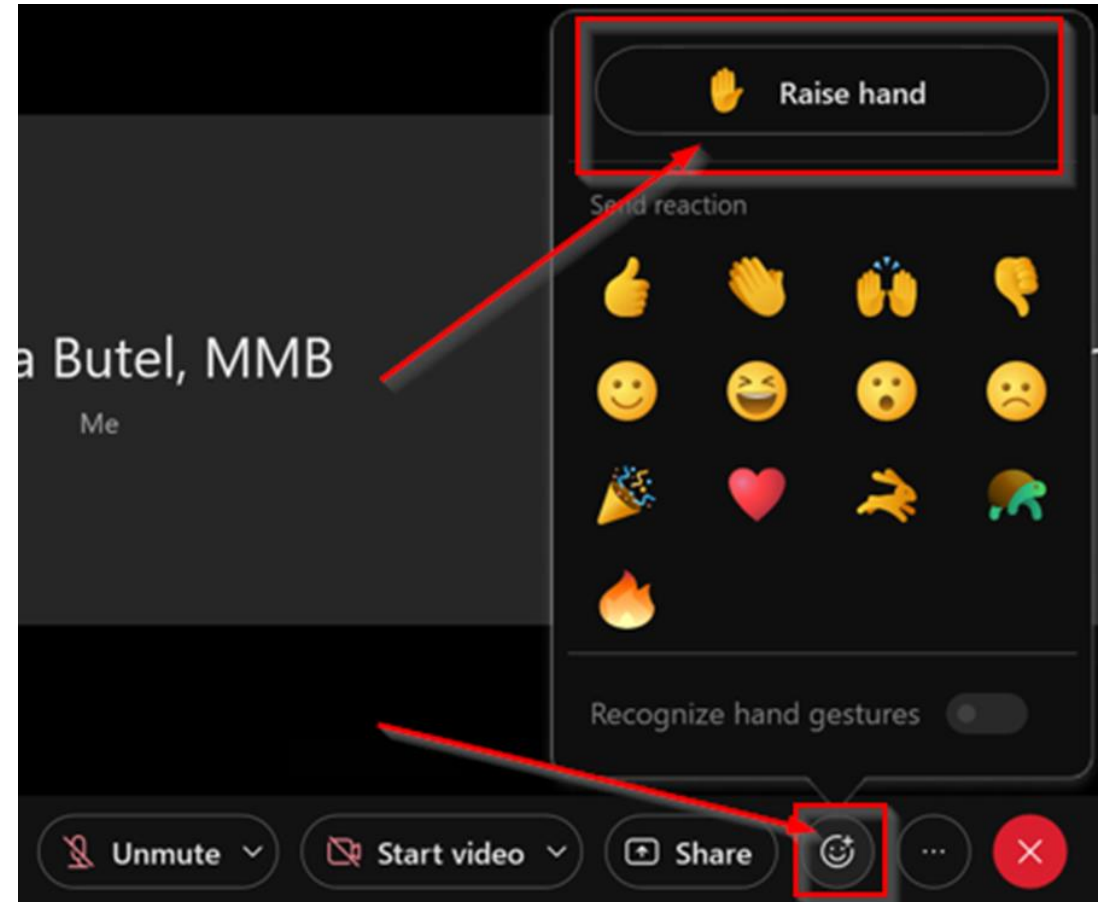 Raise hand
Send reaction
a Butel, MMB
Me
Recognize hand gestures
Unmute
Start video
Share